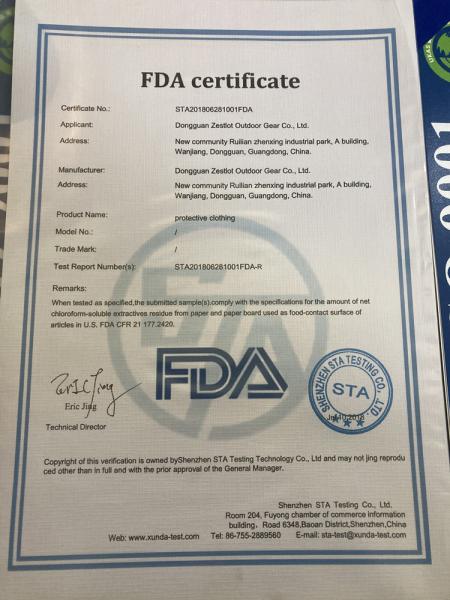 FDA certificate
Certificate No.: STA201806281001FDA
Applicant: Dongguan Zestlot Outdoor Gear Co., Ltd.
Address: New community Ruilian zhenxing industrial park, A building,
Wanjiang, Dongguan, Guangdong, China.
Manufacturer: Dongguan Zestlot Outdoor Gear Co., Ltd.
Address: New community Ruilian zhenxing industrial park, A building,
Wanjiang, Dongguan, Guangdong, China.
Product Name: protective clothing
Model No.: /
Trade Mark: /
Test Report Number(s): STA201806281001FDA-R
Remarks:
When tested as specified,the submitted sample(s),comply with the specifications for the amount of net
chloroform-soluble extractives residue from paper and paper board used as food-contact surface of
articles in U.S. FDA CFR 21 177.2420.
STA
FDA
Eric Jing
Eric Jing
Technical Director
SHENZHEN STA TESTING CO., LTD
STA
Copyright of this verification is owned byShenzhen STA Testing Technology Co., Ltd and may not jing reprodu
ced other than in full and with the prior approval of the General Manager.
Shenzhen STA Testing Co., Ltd.
Room 204, Fuyong chamber of commerce information
building, Road 6348,Baoan District,Shenzhen,China
Web: www.xunda-test.com Tel: 86-755-2889560 E-mail: sta-test@xunda-test.com
UKAS
9001